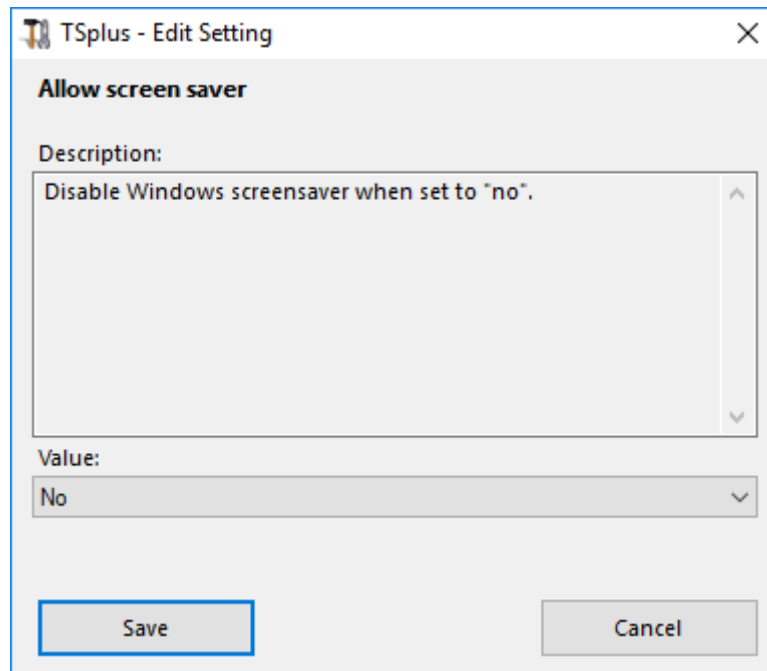 TSplus - Edit Setting
Allow screen saver
Description:
Disable Windows screensaver when set to "no".
Value:
No
Save
Cancel